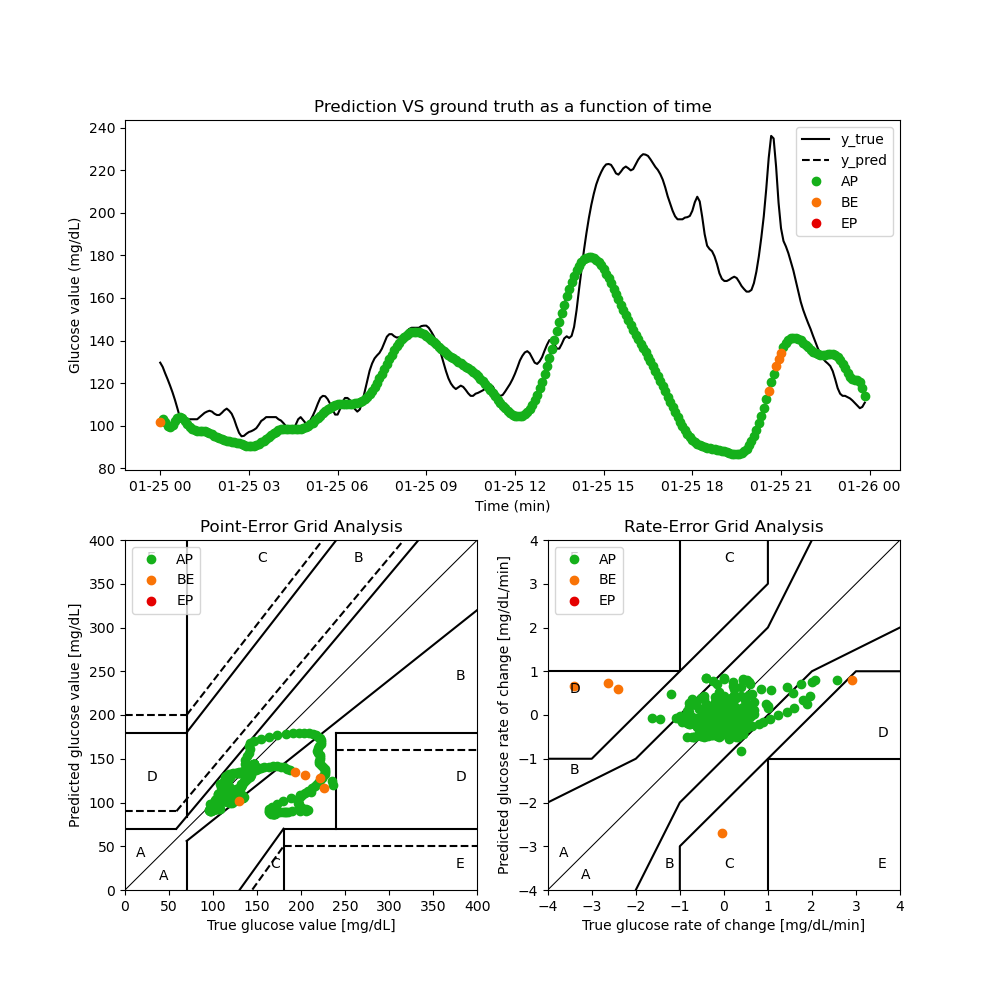 Prediction VS ground truth as a function of time
Glucose value (mg/dL)
240
220
200
180
160
140
120
100
80
y_true
y_pred
AP
BE
EP
01-25 00 01-25 03 01-25 06 01-25 09 01-25 12 01-25 15 01-25 18 01-25 21 01-26 00
Time (min)
Point-Error Grid Analysis
Predicted glucose value [mg/dL]
400
350
300
250
200
150
100
50
0
AP
BE
EP
C
B
B
D
D
A
A
C
E
0 50 100 150 200 250 300 350 400
True glucose value [mg/dL]
Rate-Error Grid Analysis
Predicted glucose rate of change [mg/dL/min]
4
3
2
1
0
−1
−2
−3
−4
AP
BE
EP
C
D
D
B
A
A
B
C
E
−4 −3 −2 −1 0 1 2 3 4
True glucose rate of change [mg/dL/min]